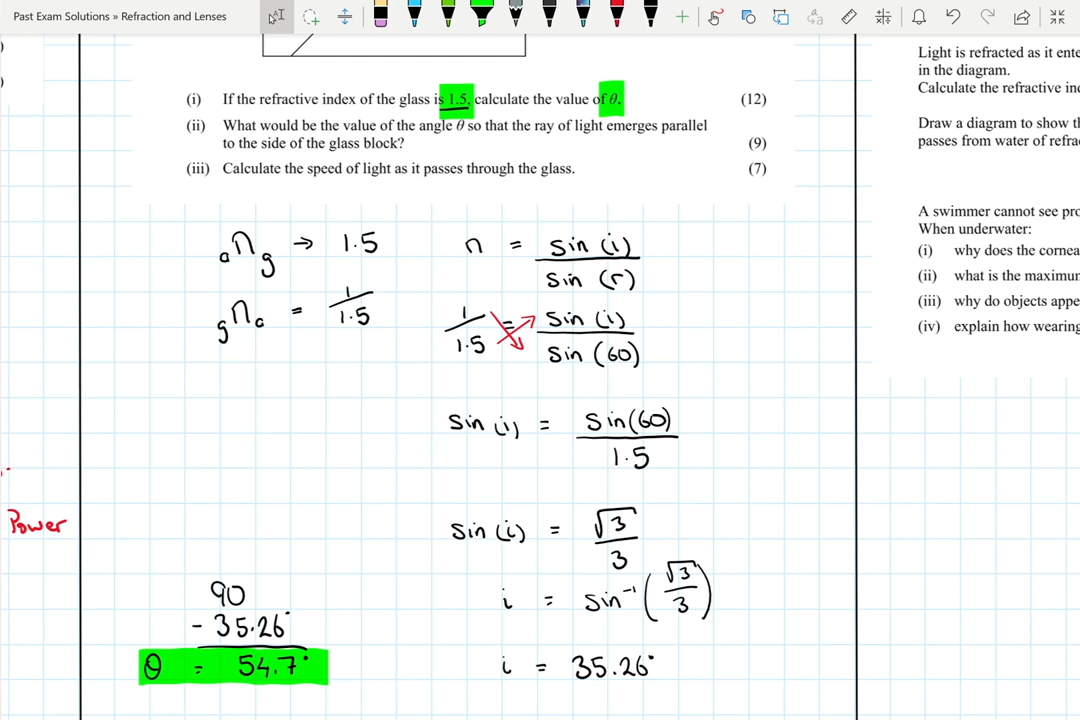 Past Exam Solutions » Refraction and Lenses
(i) If the refractive index of the glass is 1.5, calculate the value of θ. (12)
(ii) What would be the value of the angle θ so that the ray of light emerges parallel
to the side of the glass block? (9)
(iii) Calculate the speed of light as it passes through the glass. (7)
ₐn_g → 1.5
gnₐ = 1/1.5
n = sin (i) / sin (r)
1/1.5 = sin (i) / sin (60)
sin (i) = sin(60) / 1.5
sin (i) = √3/3
i = sin⁻¹ (√3/3)
i = 35.26°
90
- 35.26°
θ = 54.7°
Power
Light is refracted as it ente
in the diagram.
Calculate the refractive ind
Draw a diagram to show th
passes from water of refra
A swimmer cannot see pro
When underwater:
(i) why does the cornea
(ii) what is the maximum
(iii) why do objects appe
(iv) explain how wearing